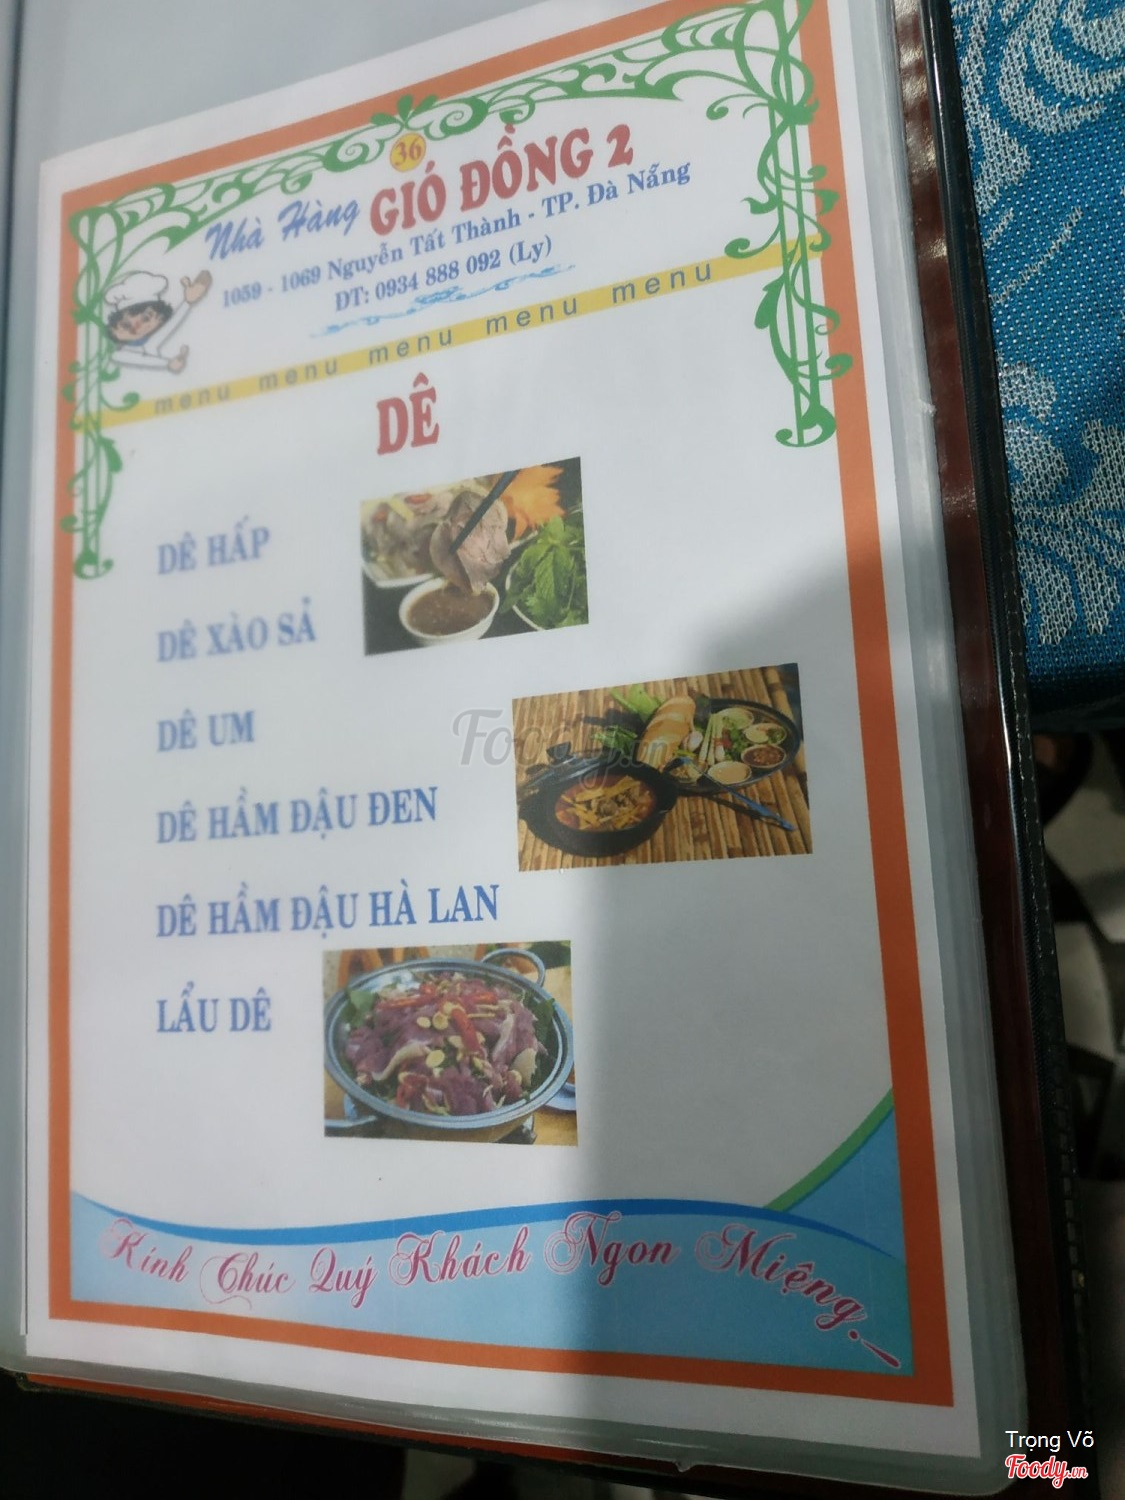 36
Nhà Hàng GIÓ ĐỒNG 2
1059 - 1069 Nguyễn Tất Thành - TP. Đà Nẵng
ĐT: 0934 888 092 (Ly)
menu menu menu menu menu
DÊ
DÊ HẤP
DÊ XÀO SẢ
DÊ UM
DÊ HẦM ĐẬU ĐEN
DÊ HẦM ĐẬU HÀ LAN
LẨU DÊ
Kính Chúc Quý Khách Ngon Miệng.!
Foody.vn
Trọng Võ
Foody.vn